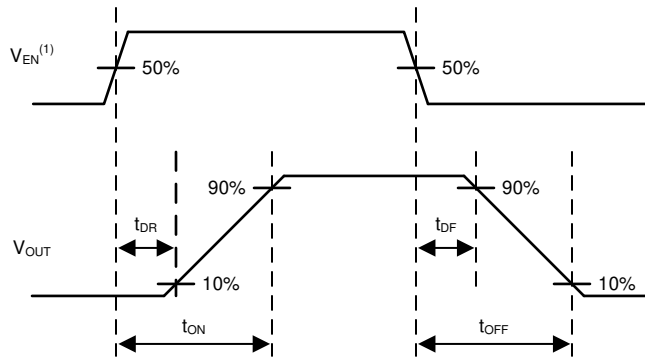 V_EN(1)
50%
50%
90%
90%
t_DR
t_DF
V_OUT
10%
10%
t_ON
t_OFF